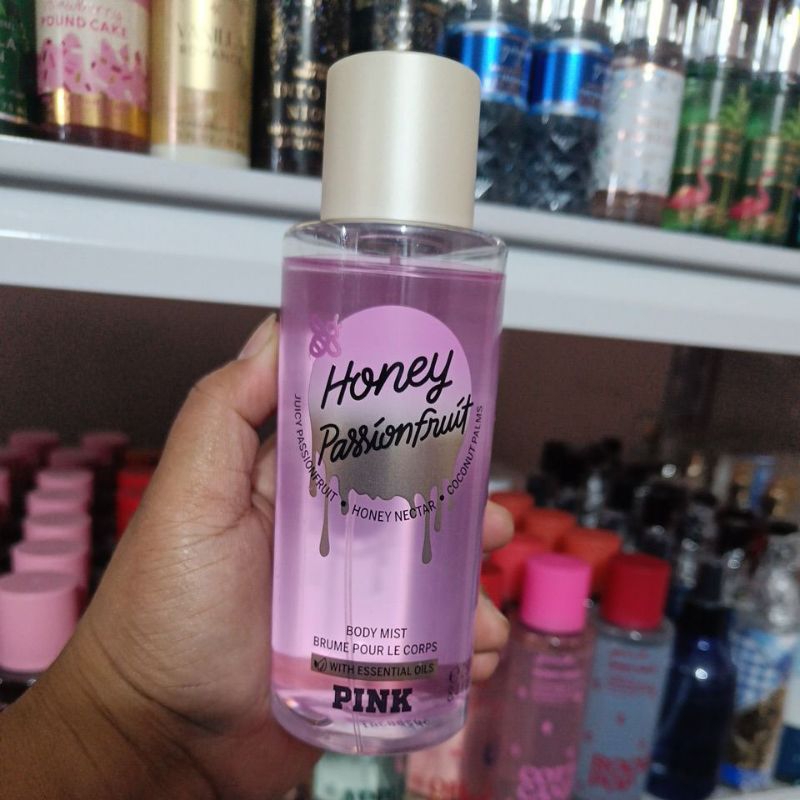 POUND CAKE
Honey
Passionfruit
JUICY PASSIONFRUIT • HONEY NECTAR • COCONUT PALMS
BODY MIST
BRUME POUR LE CORPS
WITH ESSENTIAL OILS
PINK